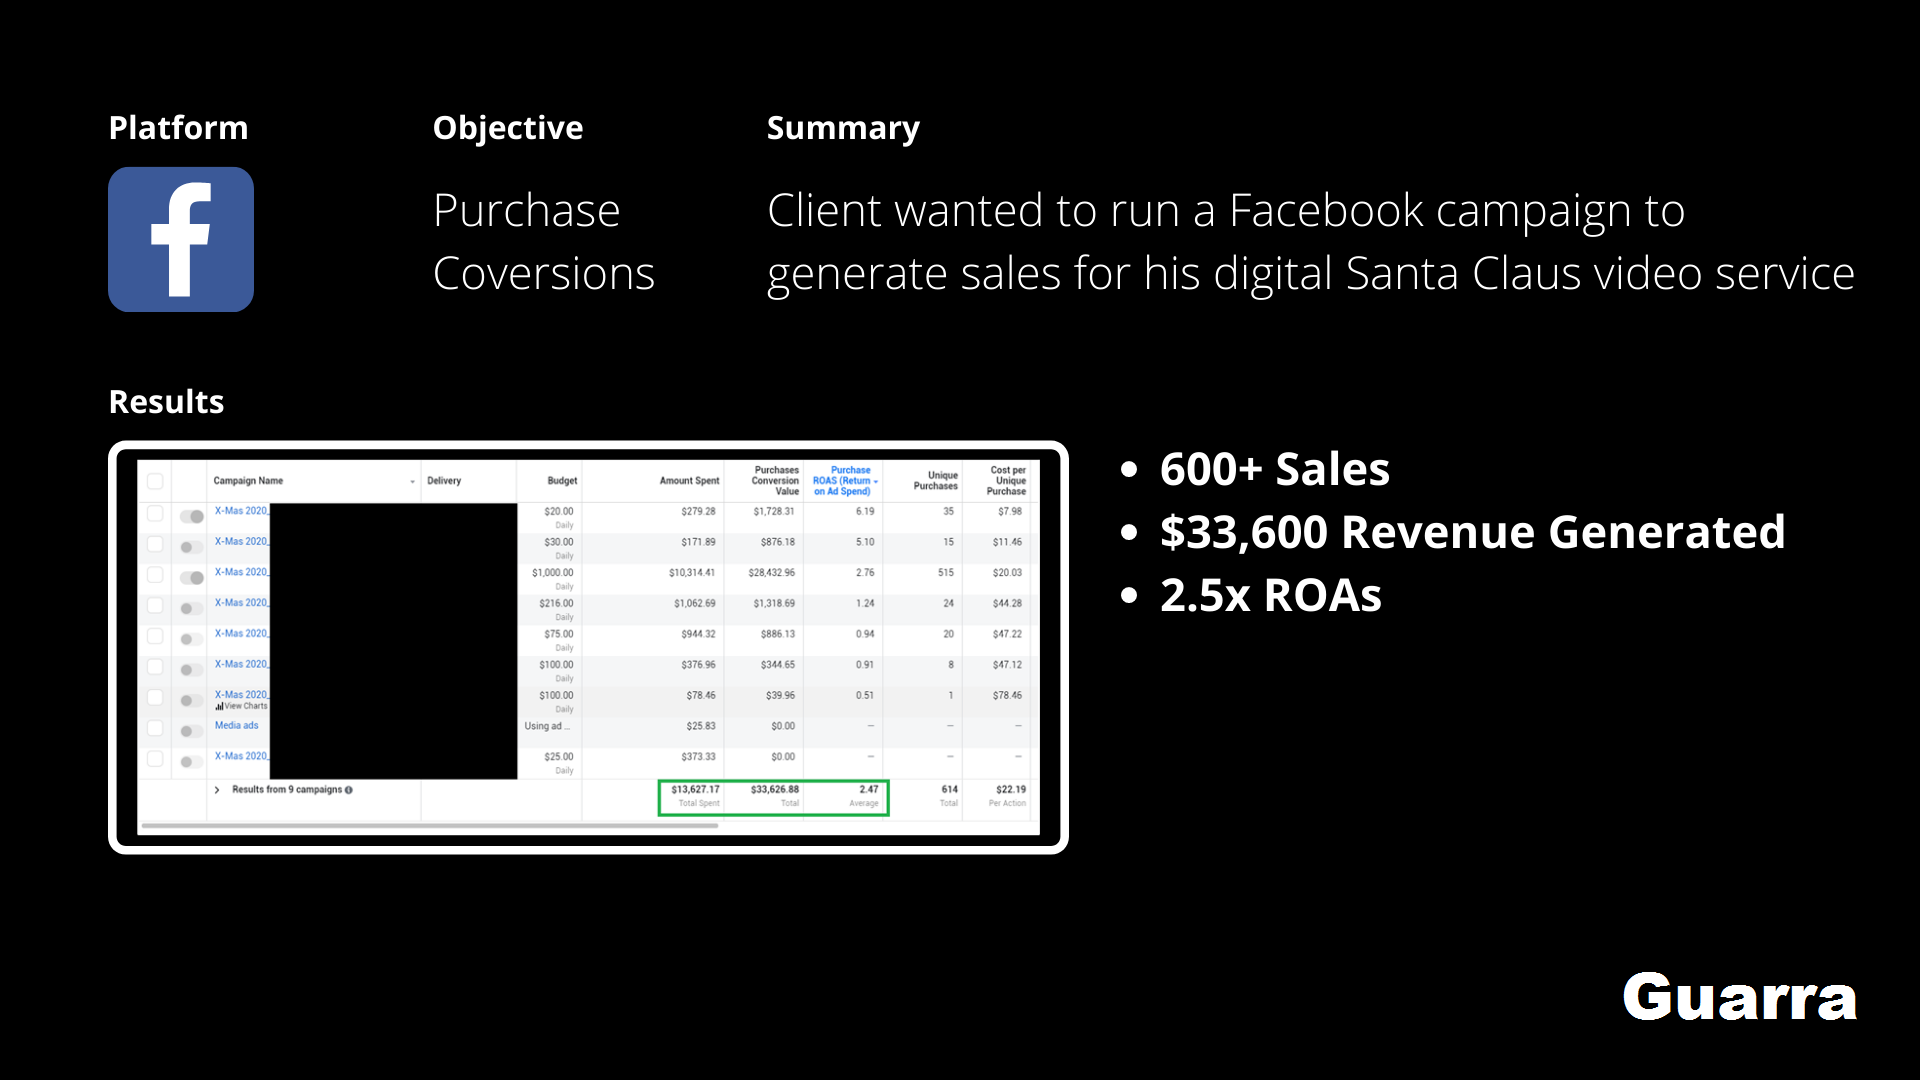 Platform
Objective
Summary
f
Purchase
Coversions
Client wanted to run a Facebook campaign to
generate sales for his digital Santa Claus video service
Results
Campaign Name Delivery Budget Amount Spent Purchases Conversion Value Purchase ROAS (Return on Ad Spend) Unique Purchases Cost per Unique Purchase
X-Mas 2020_ $20.00 $279.28 $1,728.31 6.19 35 $7.98
Daily
X-Mas 2020_ $30.00 $171.89 $876.18 5.10 15 $11.46
Daily
X-Mas 2020_ $1,000.00 $10,314.41 $28,432.96 2.76 515 $20.03
Daily
X-Mas 2020_ $216.00 $1,062.69 $1,318.69 1.24 24 $44.28
Daily
X-Mas 2020_ $75.00 $944.32 $886.13 0.94 20 $47.22
Daily
X-Mas 2020_ $100.00 $376.96 $344.65 0.91 8 $47.12
Daily
X-Mas 2020_ $100.00 $78.46 $39.96 0.51 1 $78.46
View Charts Daily
Media ads Using ad ... $25.83 $0.00 — — —
X-Mas 2020_ $25.00 $373.33 $0.00 — — —
Daily
Results from 9 campaigns $13,627.17 $33,626.88 2.47 614 $22.19
Total Spent Total Average Total Per Action
• 600+ Sales
• $33,600 Revenue Generated
• 2.5x ROAs
Guarra